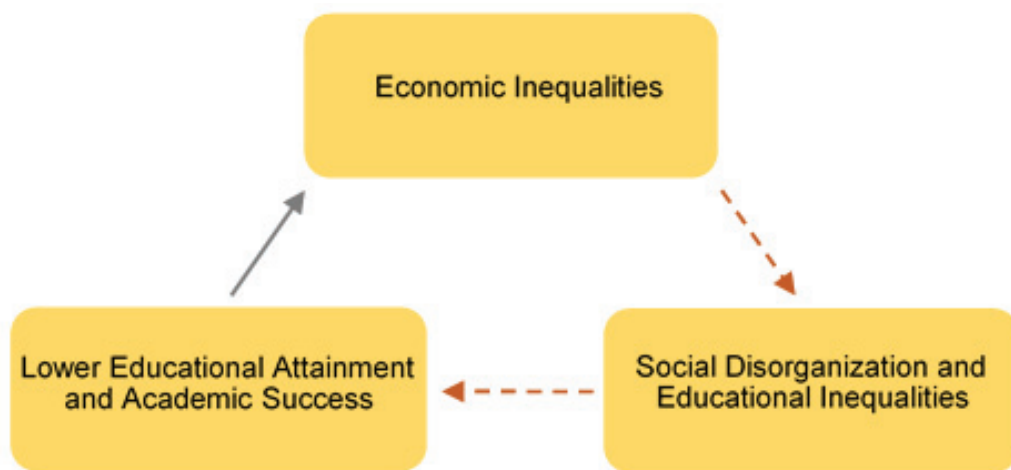 Economic Inequalities
Lower Educational Attainment
and Academic Success
Social Disorganization and
Educational Inequalities